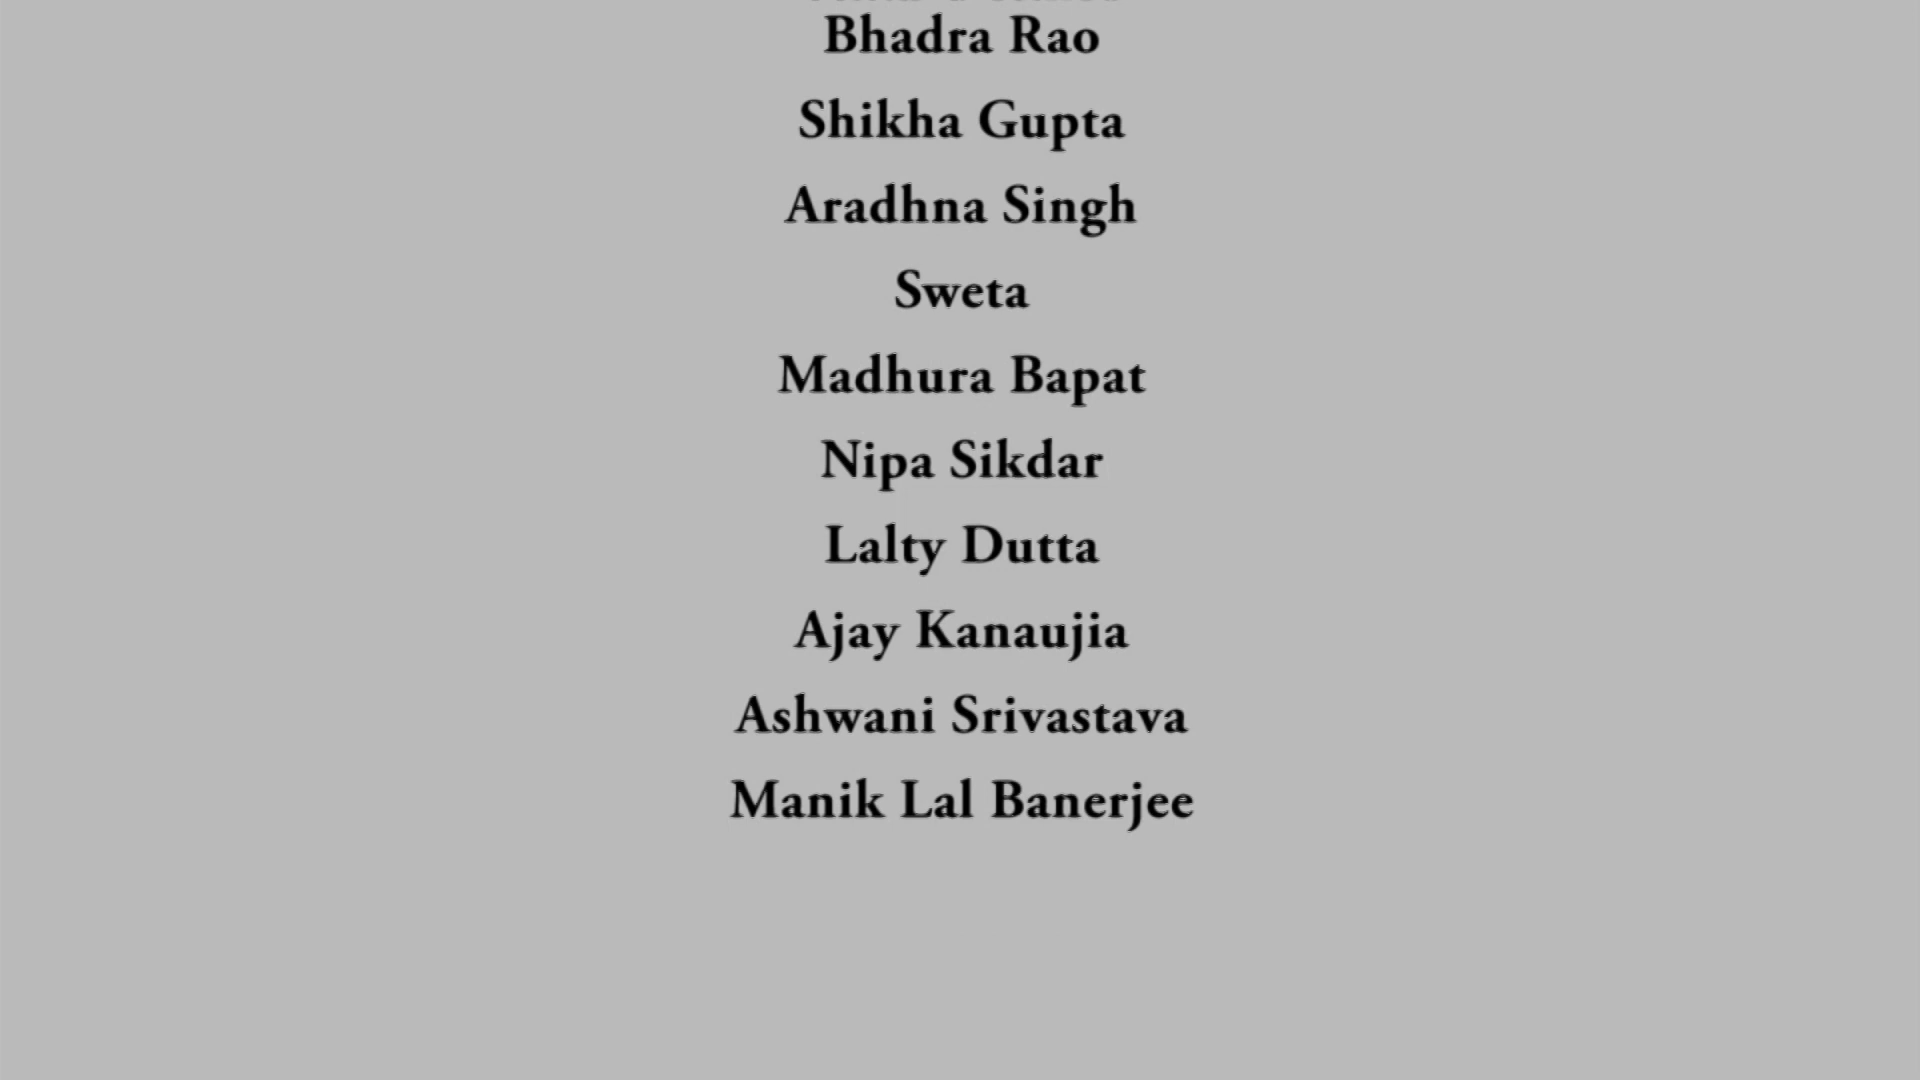 Bhadra Rao
Shikha Gupta
Aradhna Singh
Sweta
Madhura Bapat
Nipa Sikdar
Lalty Dutta
Ajay Kanaujia
Ashwani Srivastava
Manik Lal Banerjee